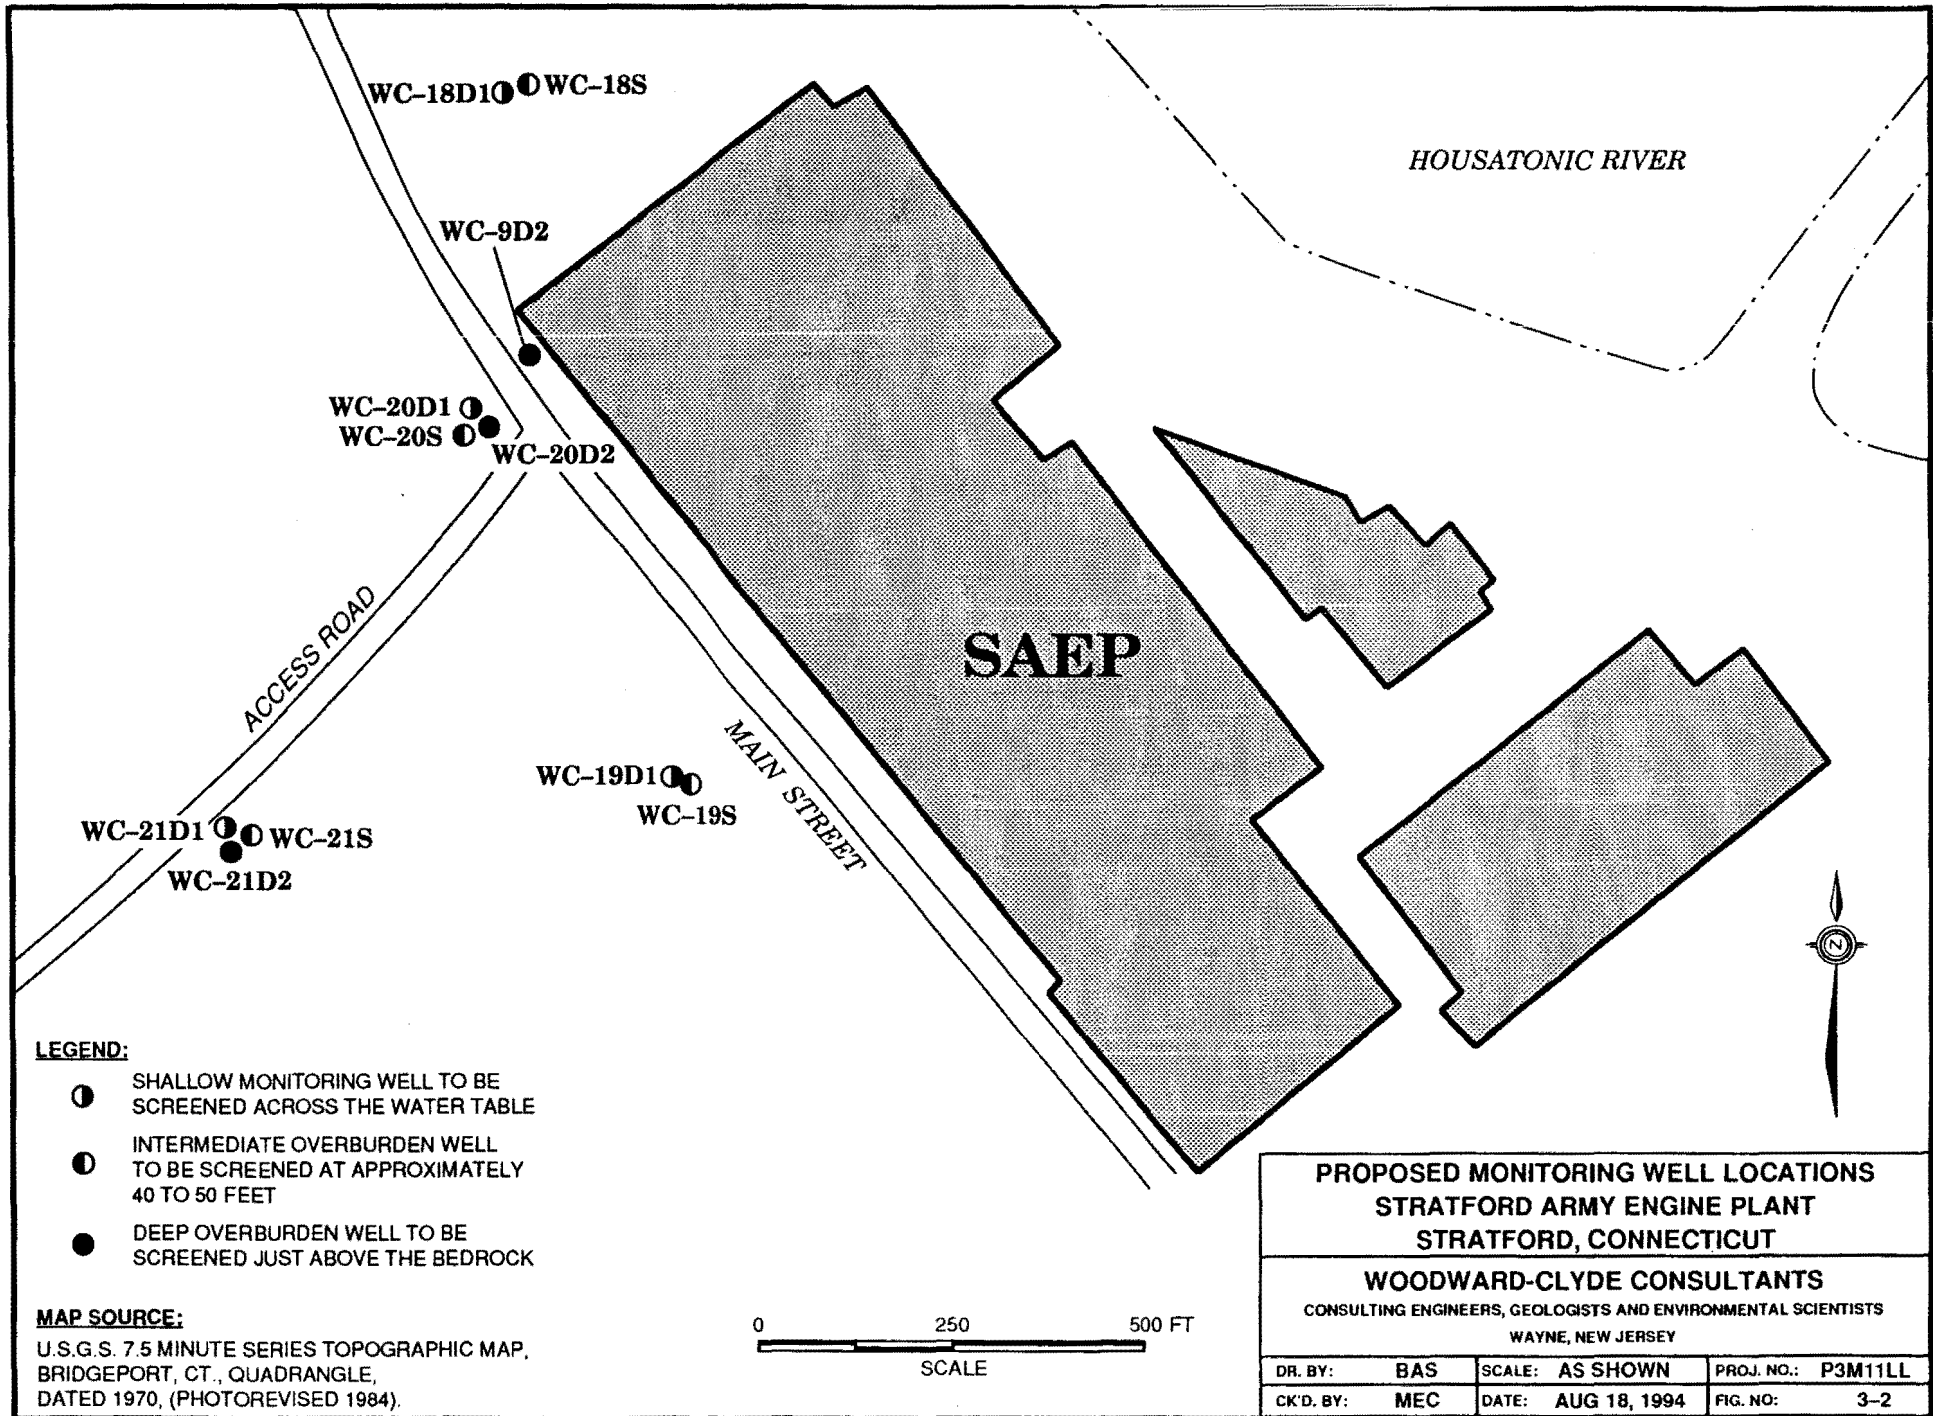 WC-18D1
WC-18S
HOUSATONIC RIVER
WC-9D2
WC-20D1
WC-20S
WC-20D2
ACCESS ROAD
SAEP
MAIN STREET
WC-19D1
WC-19S
WC-21D1
WC-21S
WC-21D2
N
LEGEND:
SHALLOW MONITORING WELL TO BE
SCREENED ACROSS THE WATER TABLE
INTERMEDIATE OVERBURDEN WELL
TO BE SCREENED AT APPROXIMATELY
40 TO 50 FEET
DEEP OVERBURDEN WELL TO BE
SCREENED JUST ABOVE THE BEDROCK
MAP SOURCE:
U.S.G.S. 7.5 MINUTE SERIES TOPOGRAPHIC MAP,
BRIDGEPORT, CT., QUADRANGLE,
DATED 1970, (PHOTOREVISED 1984).
0 250 500 FT
SCALE
PROPOSED MONITORING WELL LOCATIONS
STRATFORD ARMY ENGINE PLANT
STRATFORD, CONNECTICUT
WOODWARD-CLYDE CONSULTANTS
CONSULTING ENGINEERS, GEOLOGISTS AND ENVIRONMENTAL SCIENTISTS
WAYNE, NEW JERSEY
DR. BY: BAS SCALE: AS SHOWN PROJ. NO.: P3M11LL
CK'D. BY: MEC DATE: AUG 18, 1994 FIG. NO: 3-2